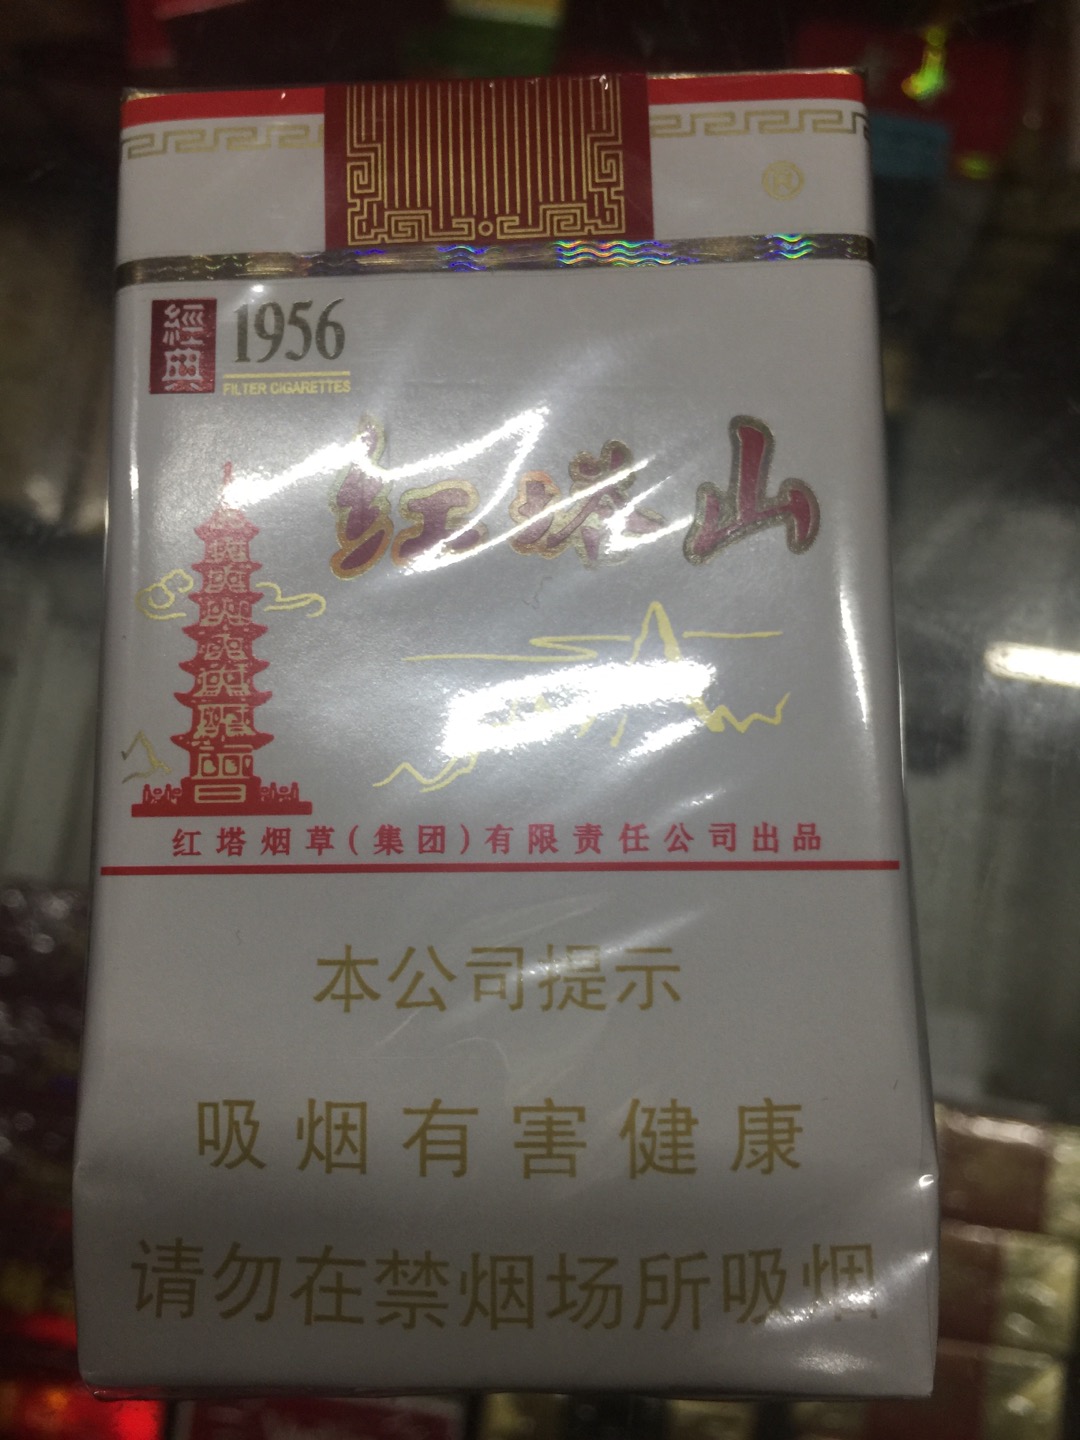 經典
1956
FILTER CIGARETTES
红塔山
红塔烟草(集团)有限责任公司出品
本公司提示
吸烟有害健康
请勿在禁烟场所吸烟